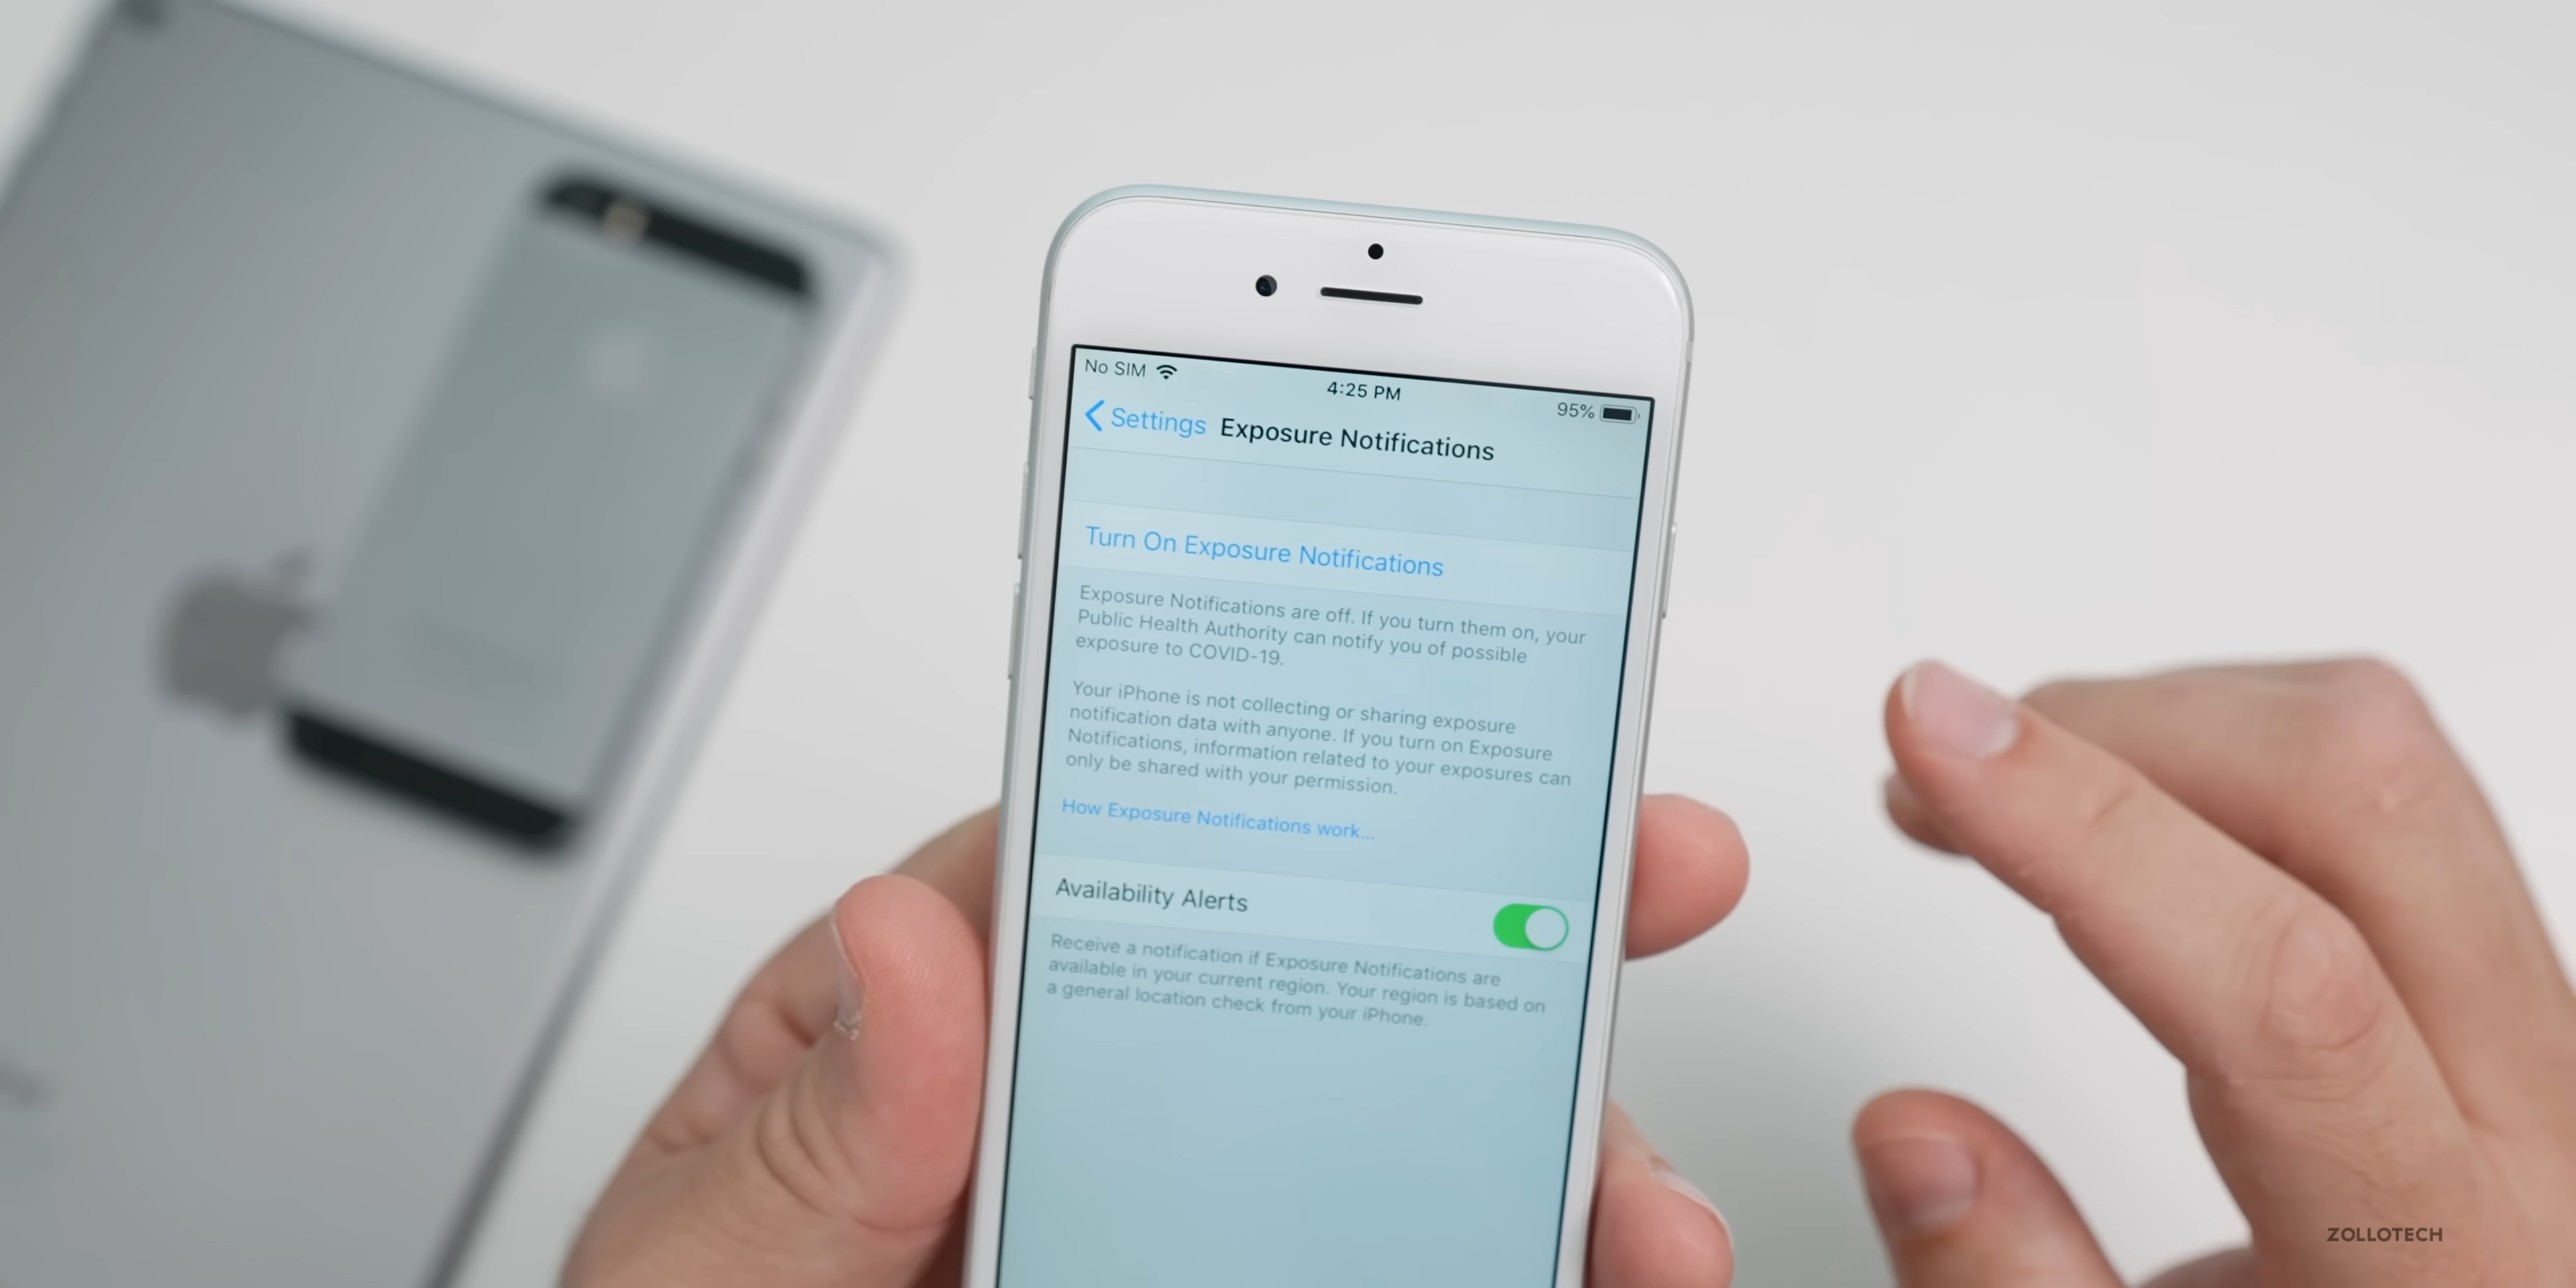 No SIM 4:25 PM 95%
Settings Exposure Notifications
Turn On Exposure Notifications
Exposure Notifications are off. If you turn them on, your
Public Health Authority can notify you of possible
exposure to COVID-19.
Your iPhone is not collecting or sharing exposure
notification data with anyone. If you turn on Exposure
Notifications, information related to your exposures can
only be shared with your permission.
How Exposure Notifications work...
Availability Alerts
Receive a notification if Exposure Notifications are
available in your current region. Your region is based on
a general location check from your iPhone.
ZOLLOTECH